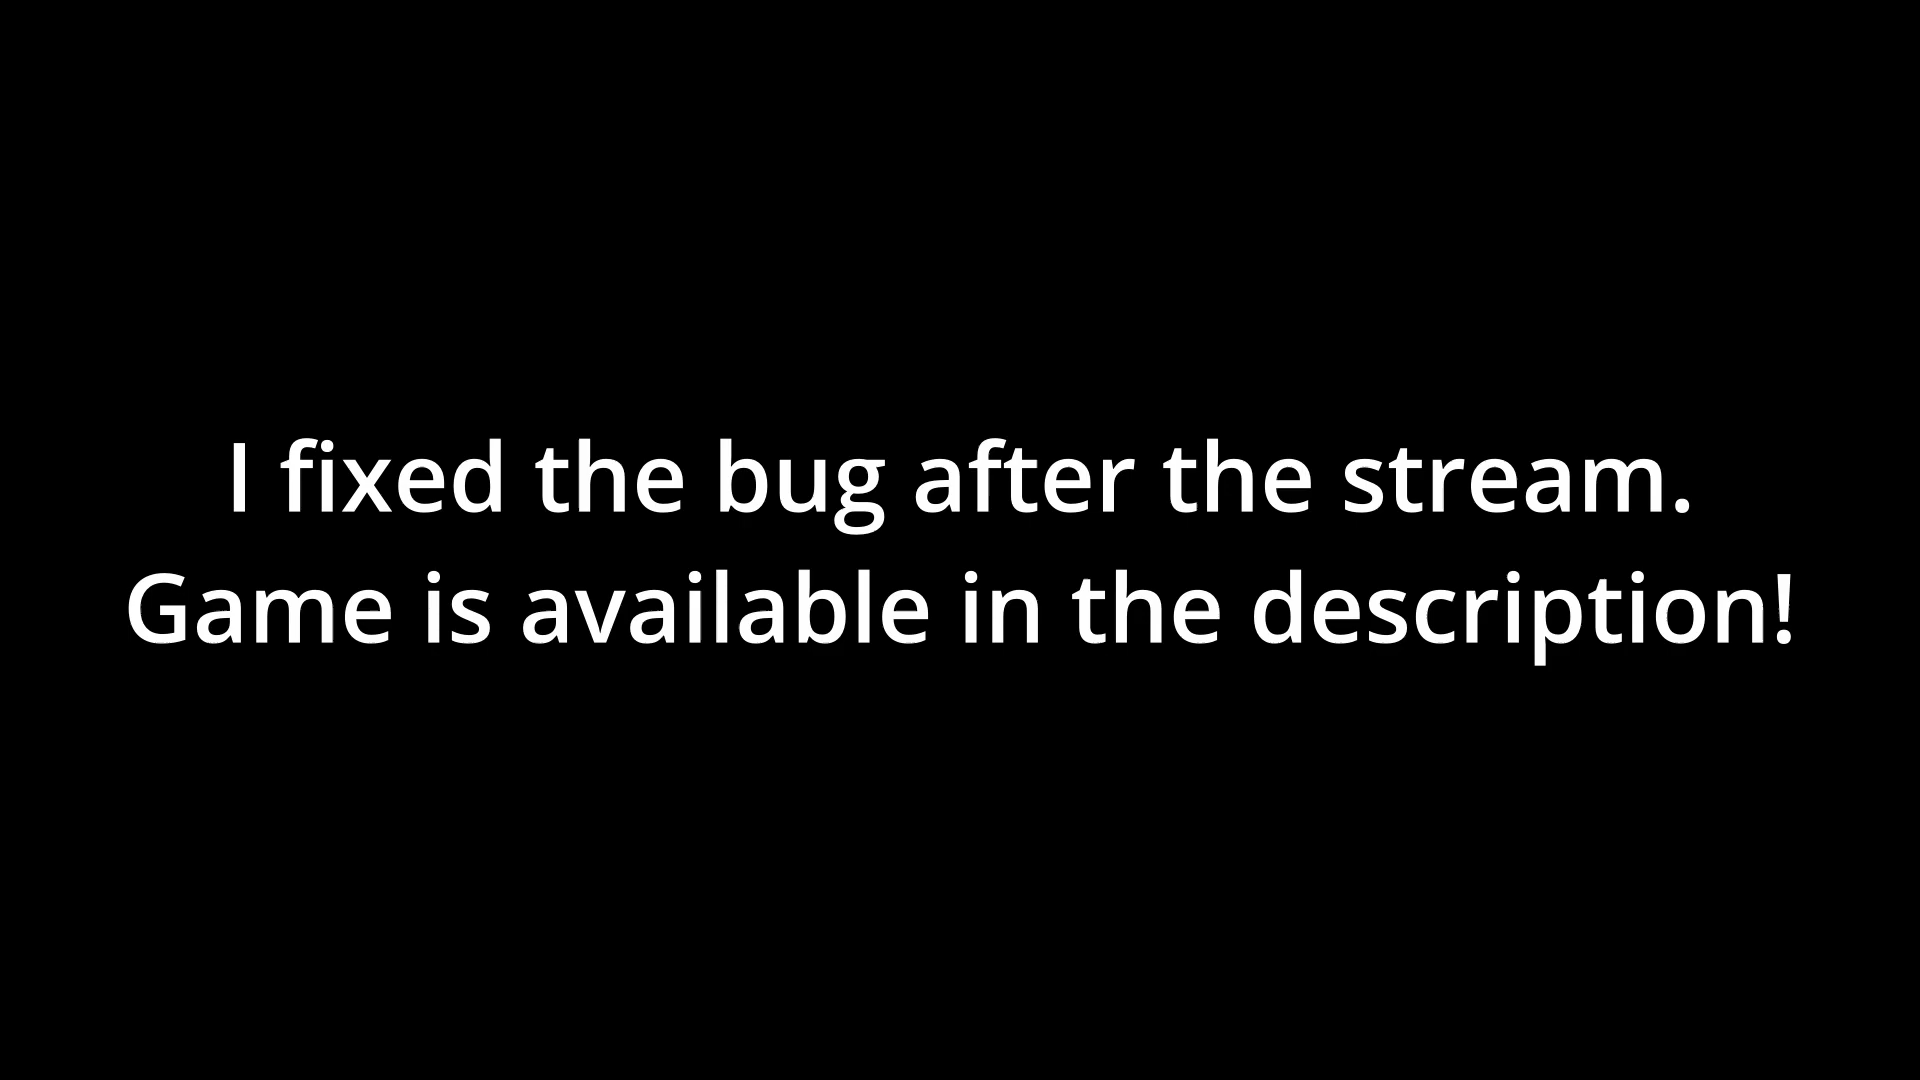 I fixed the bug after the stream.
Game is available in the description!